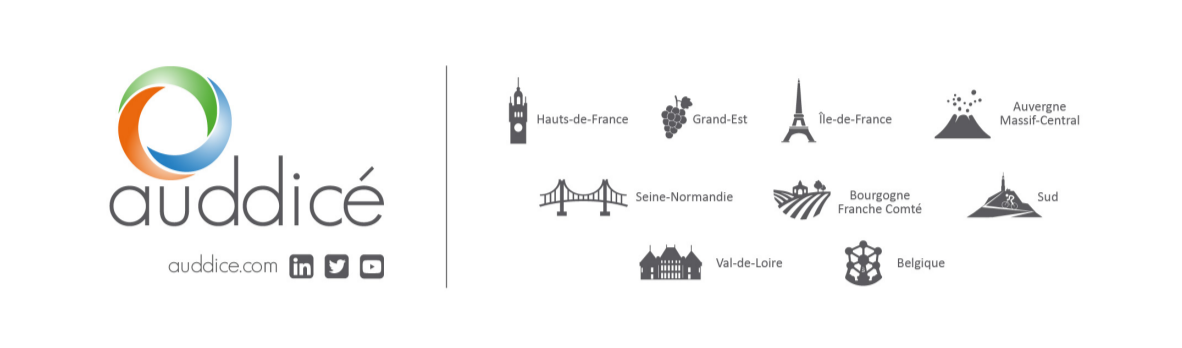 auddicé
auddice.com in
Hauts-de-France
Grand-Est
Île-de-France
Auvergne
Massif-Central
Seine-Normandie
Bourgogne
Franche Comté
Sud
Val-de-Loire
Belgique